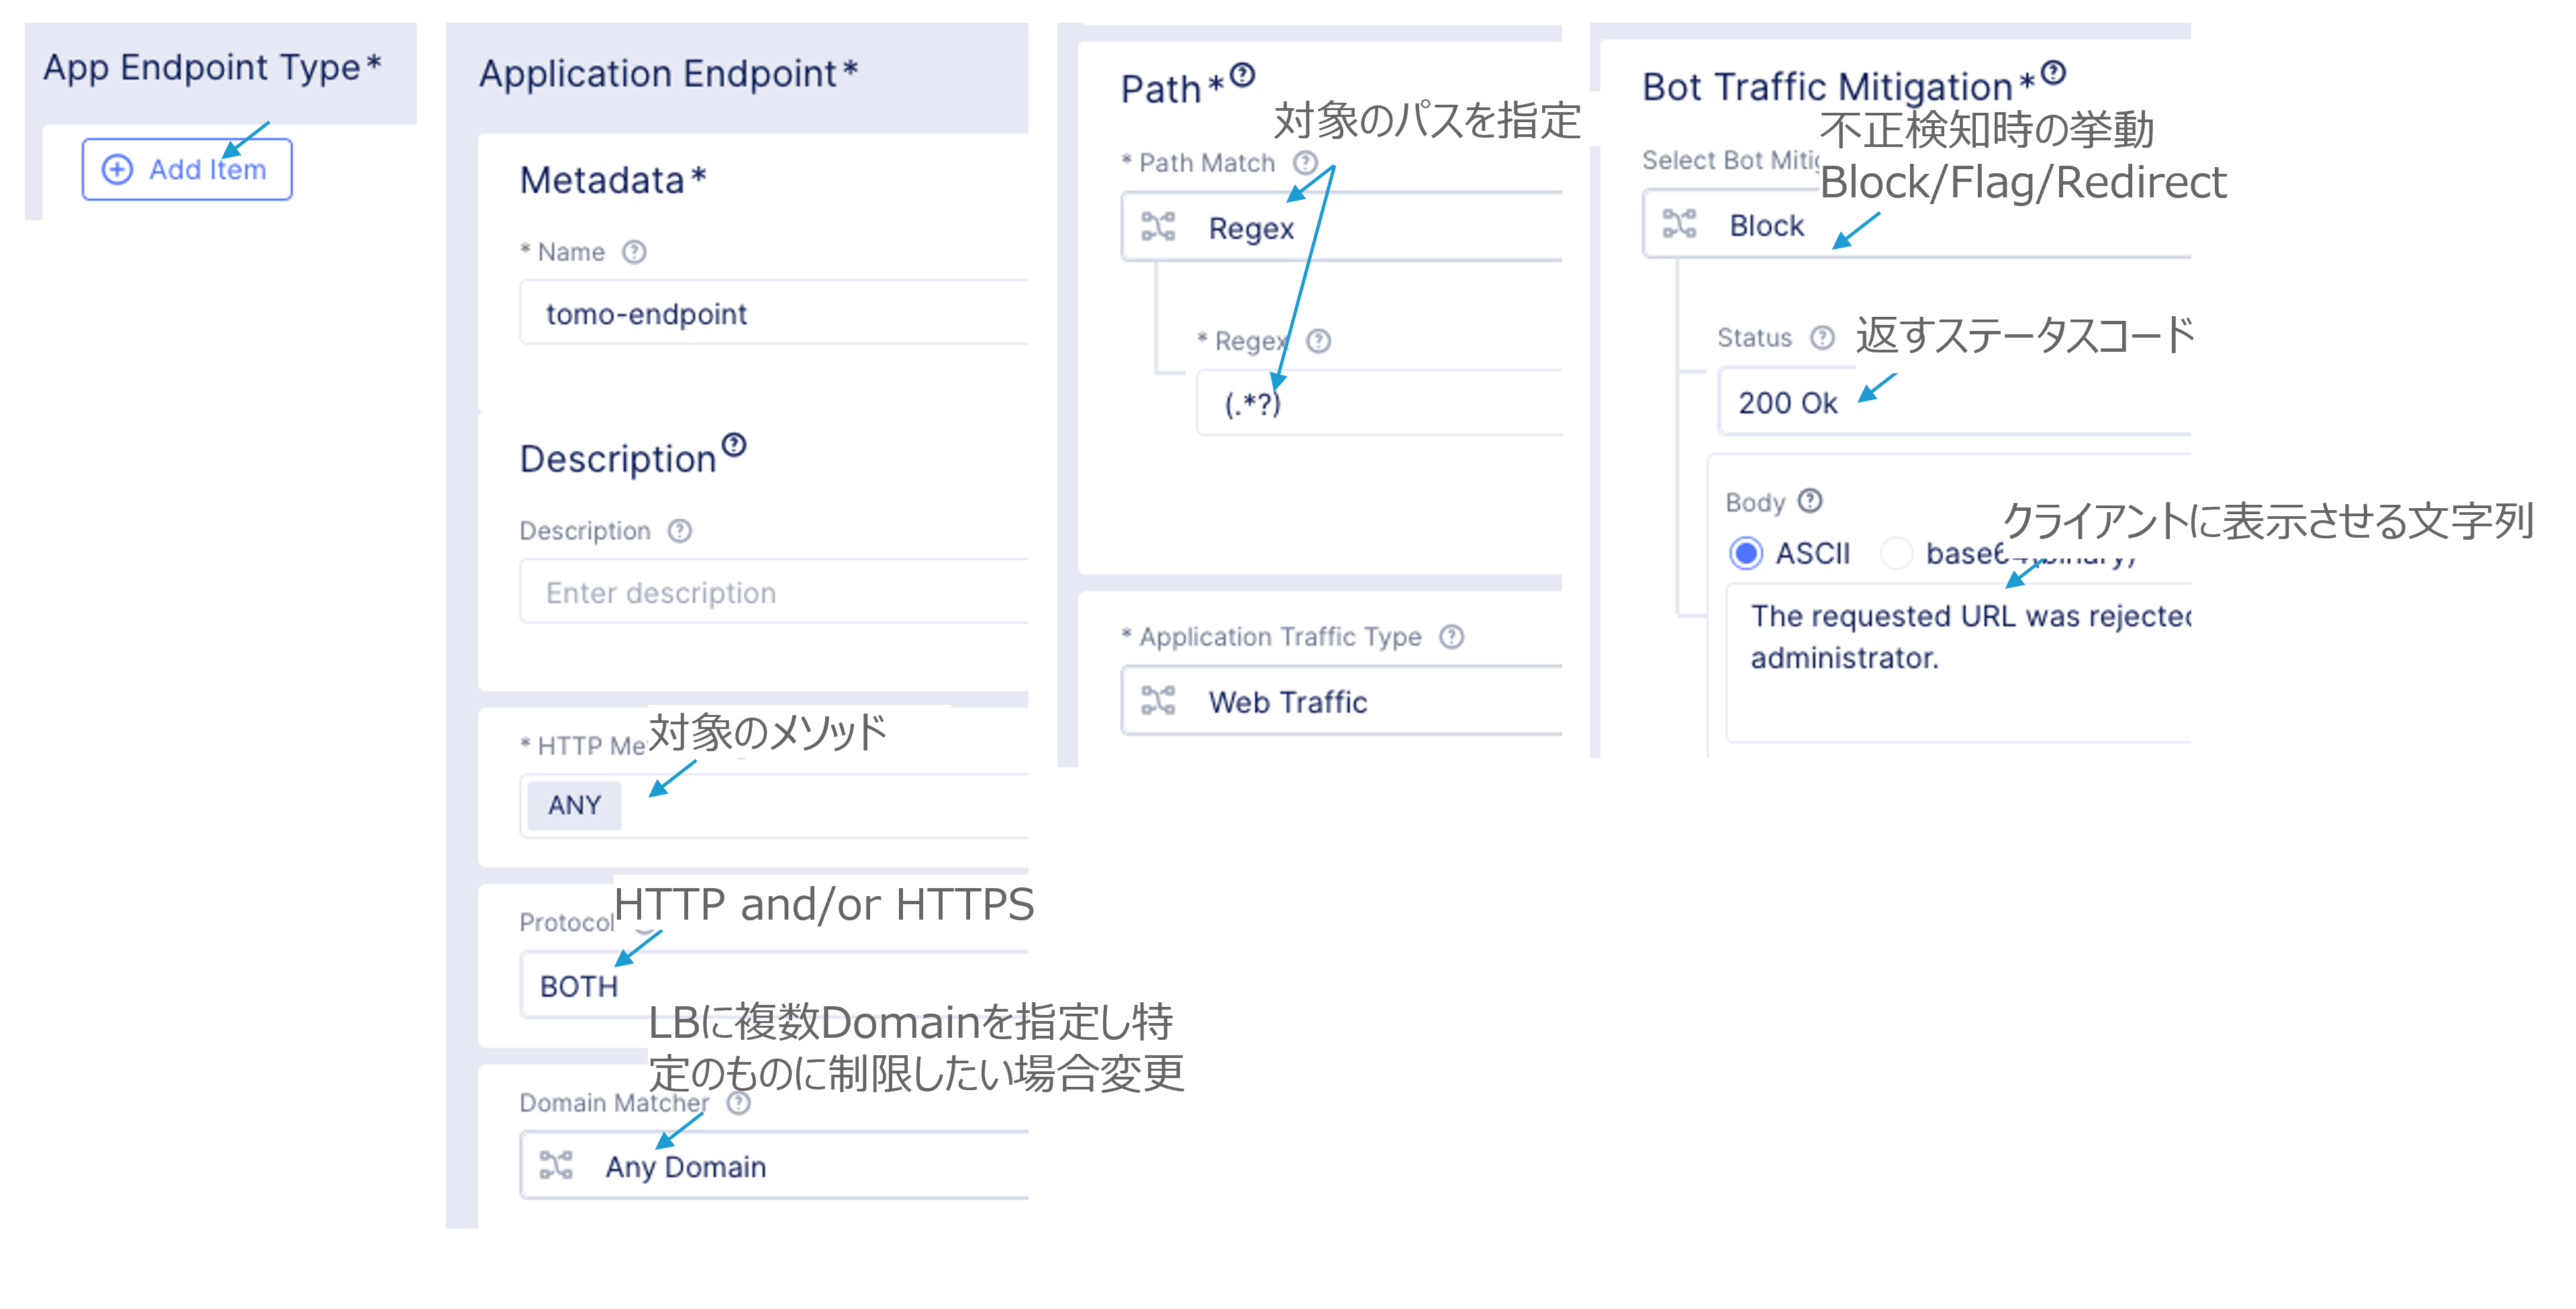 App Endpoint Type*
Add Item
Application Endpoint*
Metadata*
* Name
tomo-endpoint
Description
Description
Enter description
対象のメソッド
* HTTP
ANY
HTTP and/or HTTPS
Protocol
BOTH
LBに複数Domainを指定し特
定のものに制限したい場合変更
Domain Matcher
Any Domain
Path*
対象のパスを指定
* Path Match
Regex
* Regex
(.*?)
* Application Traffic Type
Web Traffic
Bot Traffic Mitigation*
不正検知時の挙動
Select Bot
Block/Flag/Redirect
Block
Status
返すステータスコード
200 Ok
Body
クライアントに表示させる文字列
ASCII
The requested URL was rejected
administrator.